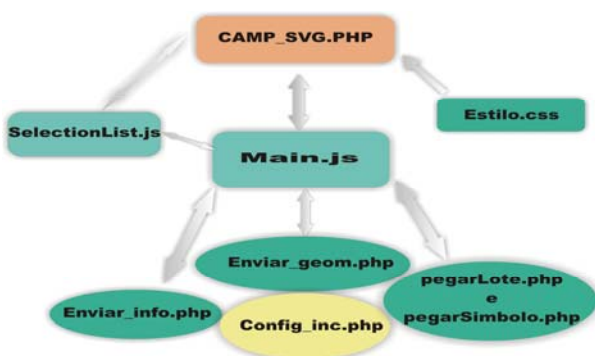 CAMP_SVG.PHP
Estilo.css
SelectionList.js
Main.js
Enviar_geom.php
pegarLote.php
e
pegarSimbolo.php
Enviar_info.php
Config_inc.php